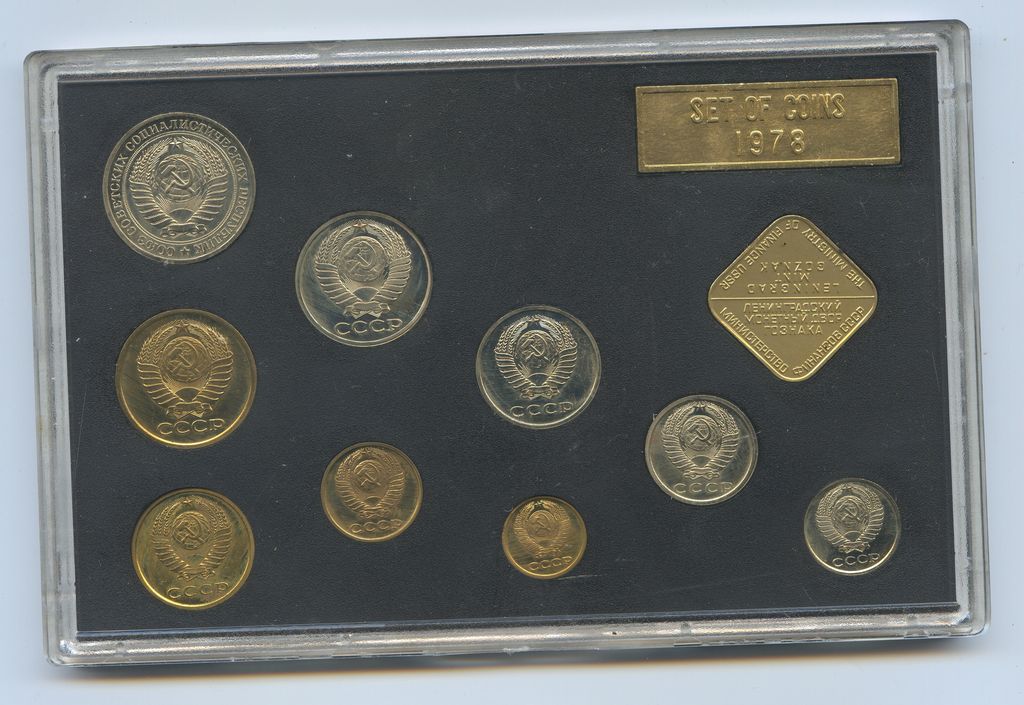 SET OF COINS
1978
СОЮЗ СОВЕТСКИХ СОЦИАЛИСТИЧЕСКИХ РЕСПУБЛИК
СССР
THE MINISTRY OF FINANCE USSR
LENINGRAD
MINT
GOZNAK
ЛЕНИНГРАДСКИЙ
МОНЕТНЫЙ ДВОР
ГОЗНАКА
МИНИСТЕРСТВО ФИНАНСОВ СССР
СССР
СССР
СССР
СССР
СССР
СССР
СССР